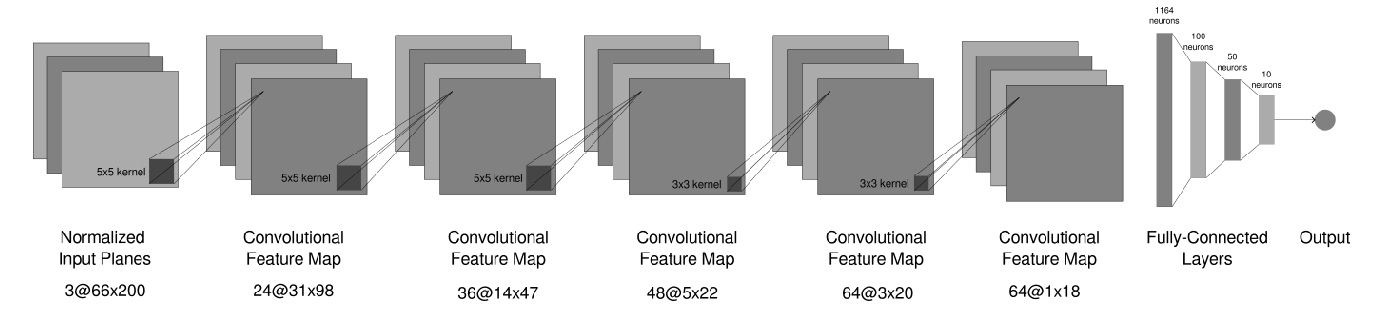 1164
neurons
100
neurons
50
neurons
10
neurons
5x5 kernel
5x5 kernel
5x5 kernel
3x3 kernel
3x3 kernel
Normalized
Input Planes
3@66x200
Convolutional
Feature Map
24@31x98
Convolutional
Feature Map
36@14x47
Convolutional
Feature Map
48@5x22
Convolutional
Feature Map
64@3x20
Convolutional
Feature Map
64@1x18
Fully-Connected
Layers
Output